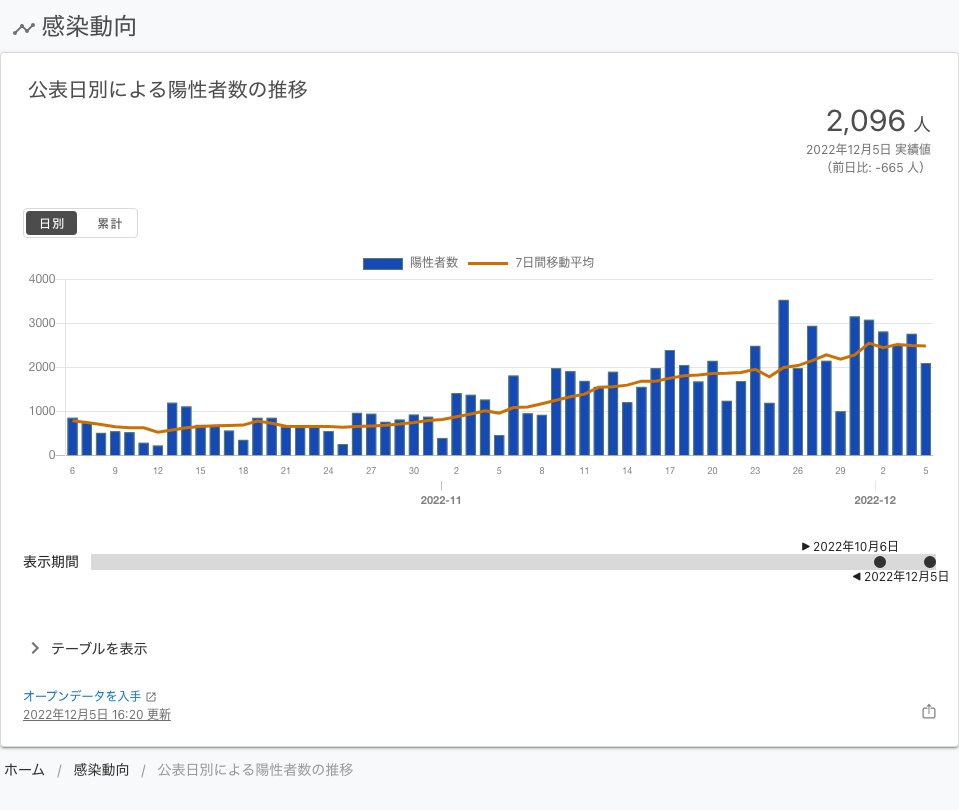 感染動向
公表日別による陽性者数の推移
2,096 人
2022年12月5日 実績値
（前日比: -665 人）
日別 累計
陽性者数 7日間移動平均
4000
3000
2000
1000
0
6 9 12 15 18 21 24 27 30 2 5 8 11 14 17 20 23 26 29 2 5
2022-11 2022-12
2022年10月6日
表示期間
2022年12月5日
テーブルを表示
オープンデータを入手
2022年12月5日 16:20 更新
ホーム / 感染動向 / 公表日別による陽性者数の推移